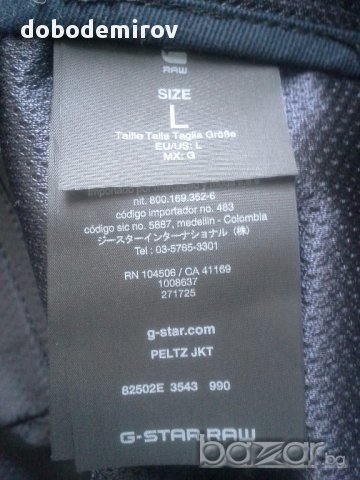 dobodemirov
G
RAW
SIZE
L
Taille Talla Taglia Größe
EU/US: L
MX: G
nit. 800.169.352-6
código importador no. 483
código sic no. 5887, medellin - Colombia
ジースターインターナショナル（株）
Tel : 03-5765-3301
RN 104506 / CA 41169
1008637
271725
g-star.com
PELTZ JKT
82502E 3543 990
G-STAR RAW
bazar.bg